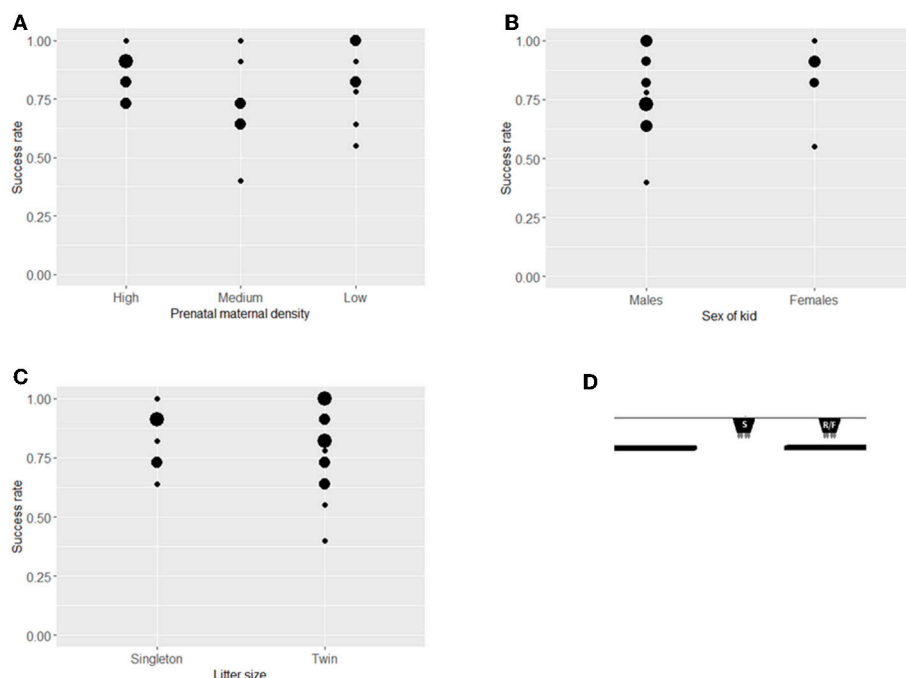 A
Success rate
1.00
0.75
0.50
0.25
0.00
High Medium Low
Prenatal maternal density
B
Success rate
1.00
0.75
0.50
0.25
0.00
Males Females
Sex of kid
C
Success rate
1.00
0.75
0.50
0.25
0.00
Singleton Twin
Litter size
D
S R/F